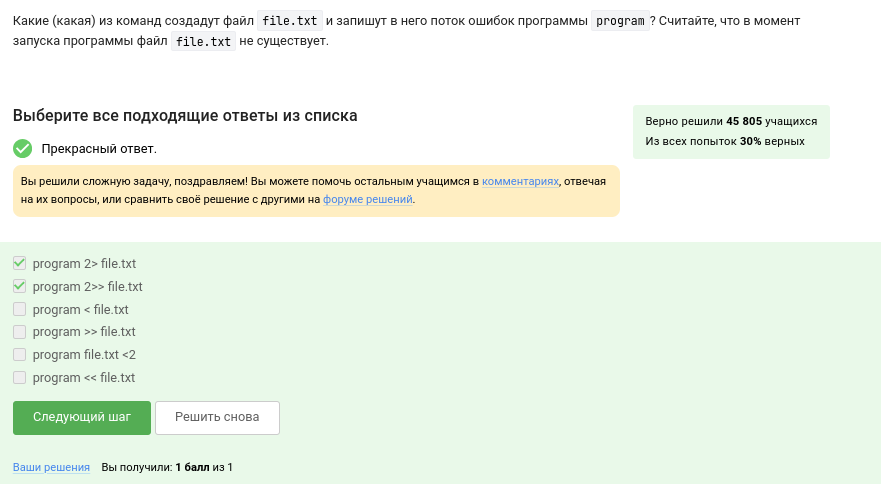 Какие (какая) из команд создадут файл file.txt и запишут в него поток ошибок программы program? Считайте, что в момент
запуска программы файл file.txt не существует.
Выберите все подходящие ответы из списка
Верно решили 45 805 учащихся
Из всех попыток 30% верных
Прекрасный ответ.
Вы решили сложную задачу, поздравляем! Вы можете помочь остальным учащимся в комментариях, отвечая
на их вопросы, или сравнить своё решение с другими на форуме решений.
program 2> file.txt
program 2>> file.txt
program < file.txt
program >> file.txt
program file.txt <2
program << file.txt
Следующий шаг
Решить снова
Ваши решения Вы получили: 1 балл из 1